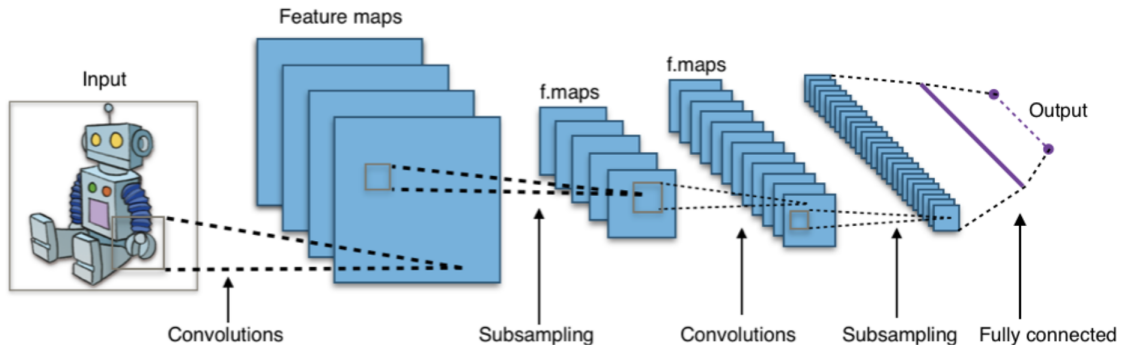 Feature maps
Input
f.maps
f.maps
Output
Convolutions
Subsampling
Convolutions
Subsampling
Fully connected